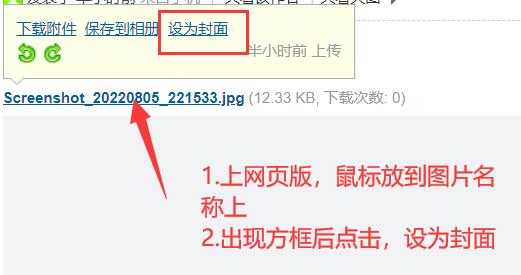 下载附件 保存到相册 设为封面
半小时前 上传
Screenshot_20220805_221533.jpg (12.33 KB, 下载次数: 0)
1.上网页版，鼠标放到图片名
称上
2.出现方框后点击，设为封面